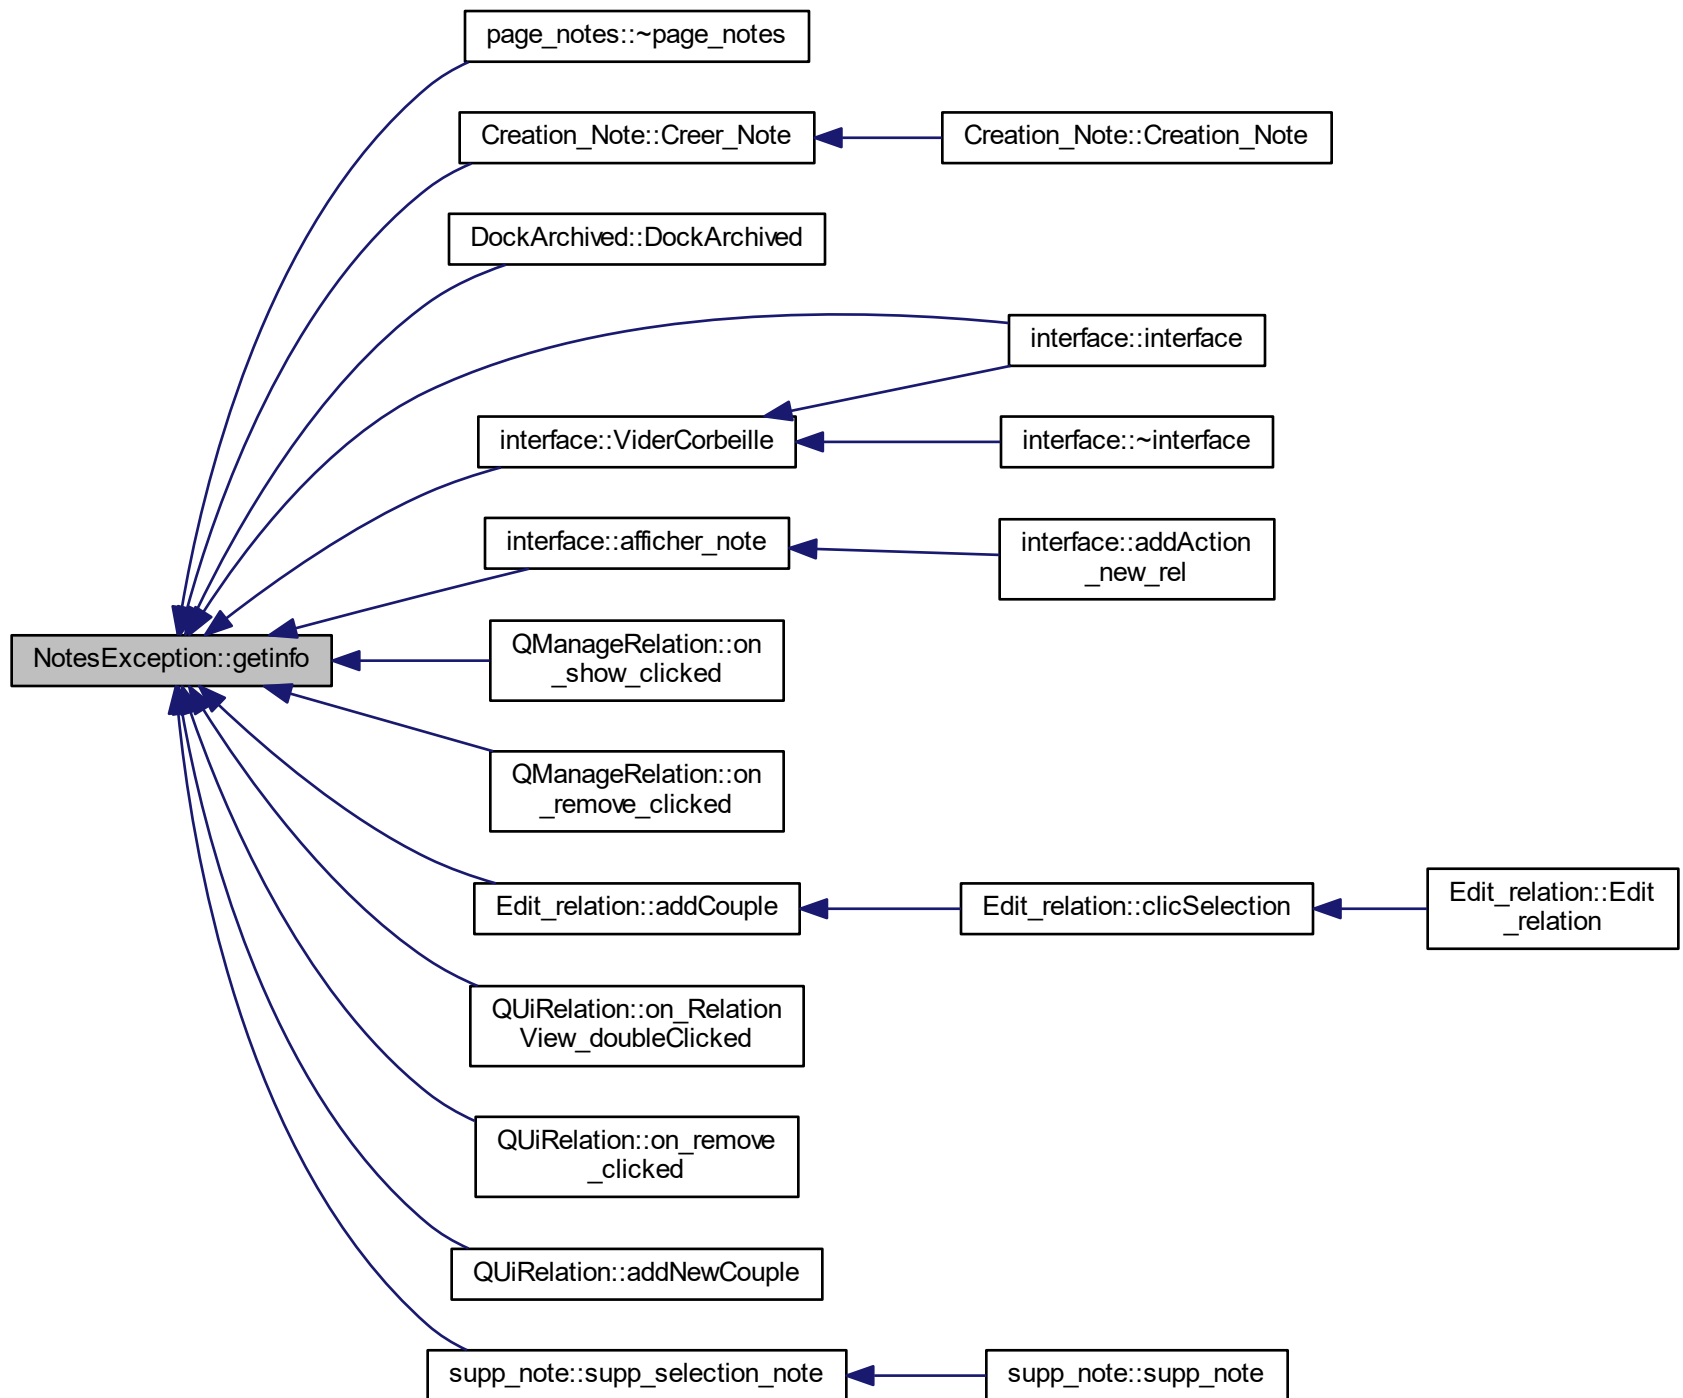 page_notes::~page_notes
Creation_Note::Creer_Note
Creation_Note::Creation_Note
DockArchived::DockArchived
interface::interface
interface::ViderCorbeille
interface::~interface
interface::afficher_note
interface::addAction
_new_rel
NotesException::getinfo
QManageRelation::on
_show_clicked
QManageRelation::on
_remove_clicked
Edit_relation::addCouple
Edit_relation::clicSelection
Edit_relation::Edit
_relation
QUiRelation::on_Relation
View_doubleClicked
QUiRelation::on_remove
_clicked
QUiRelation::addNewCouple
supp_note::supp_selection_note
supp_note::supp_note